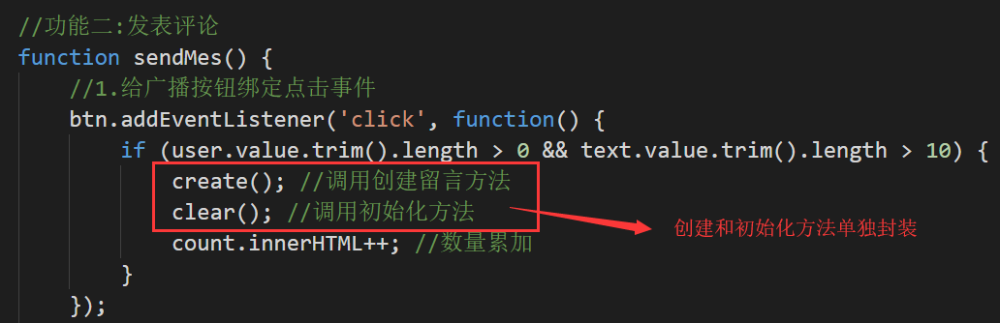 //功能二:发表评论
function sendMes() {
//1.给广播按钮绑定点击事件
btn.addEventListener('click', function() {
if (user.value.trim().length > 0 && text.value.trim().length > 10) {
create(); //调用创建留言方法
clear(); //调用初始化方法
创建和初始化方法单独封装
count.innerHTML++; //数量累加
}
});